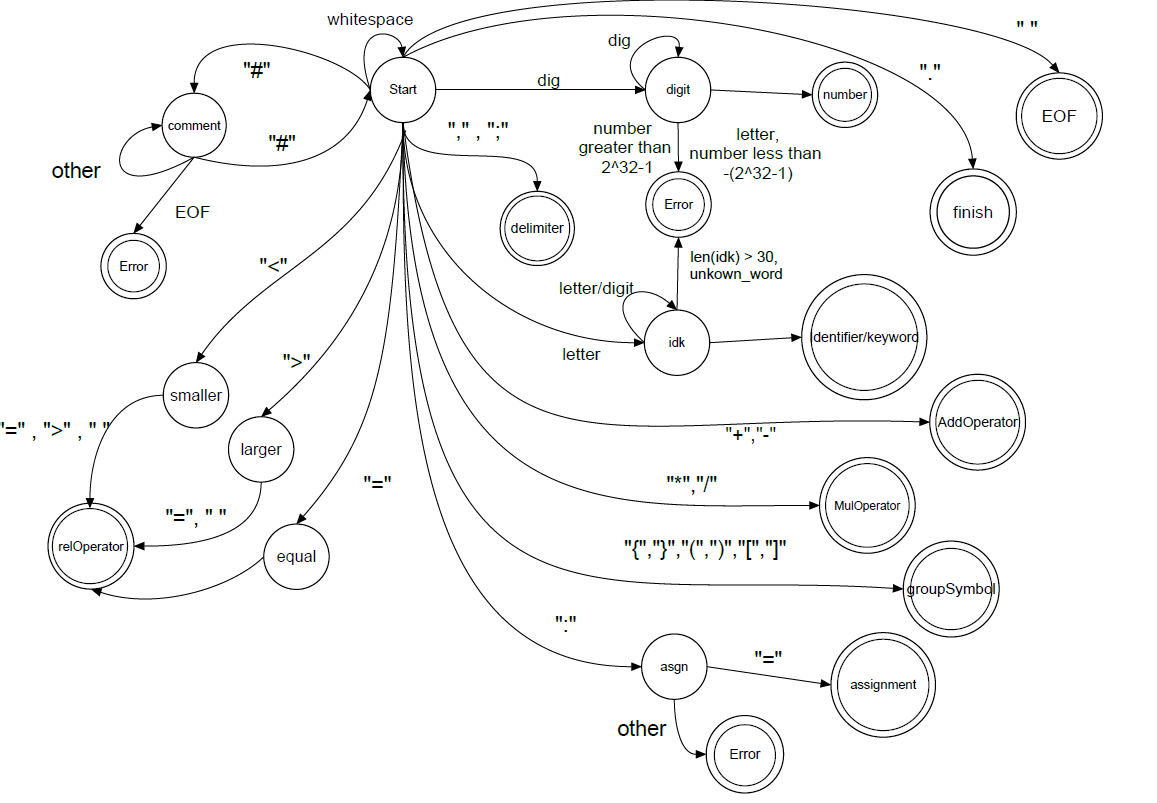 whitespace
" "
"#"
Start
dig
dig
digit
number
"."
EOF
comment
"#"
other
"," , ";"
number
greater than
2^32-1
letter,
number less than
-(2^32-1)
EOF
Error
delimiter
Error
finish
"<"
len(idk) > 30,
unkown_word
letter/digit
idk
letter
Identifier/keyword
">"
smaller
"=" , ">" , " "
larger
AddOperator
"+","-"
"="
"*","/"
MulOperator
"=", " "
relOperator
equal
"{","}","(",")","[","]"
groupSymbol
":"
asgn
"="
assignment
other
Error